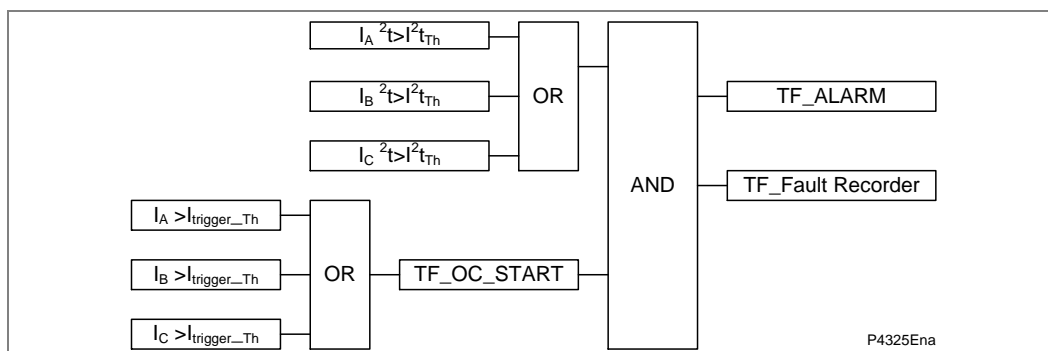 I_A ²t>I²t_Th
I_B ²t>I²t_Th
OR
TF_ALARM
I_C ²t>I²t_Th
AND
TF_Fault Recorder
I_A >I_trigger_Th
I_B >I_trigger_Th
OR
TF_OC_START
I_C >I_trigger_Th
P4325Ena